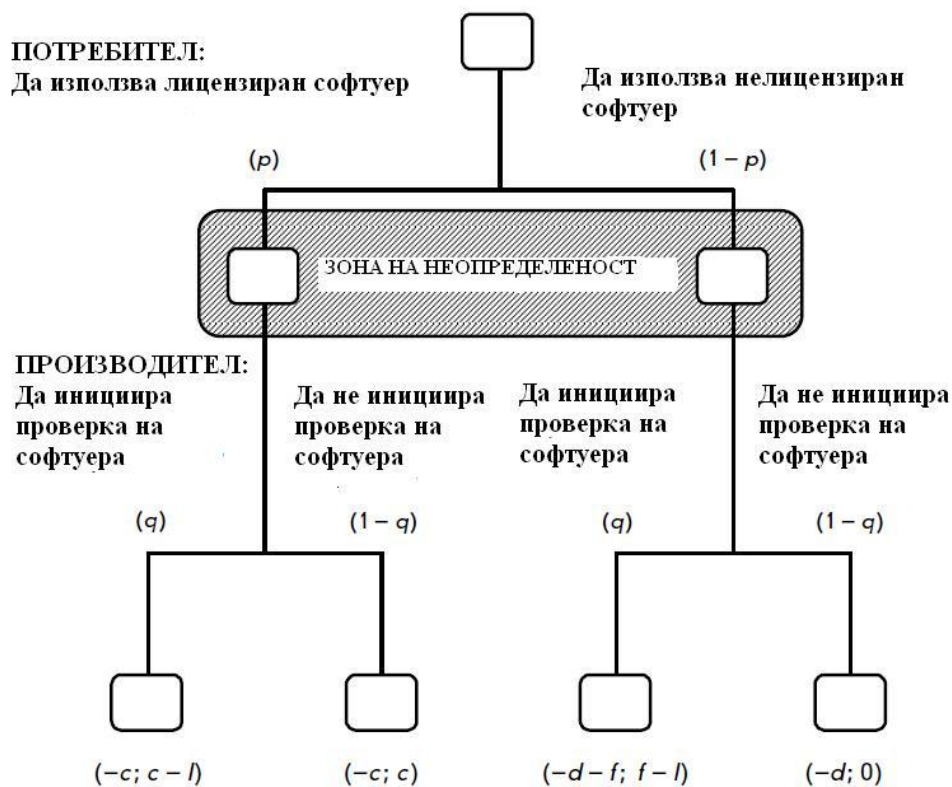 ПОТРЕБИТЕЛ:
Да използва лицензиран софтуер
Да използва нелицензиран
софтуер
(p)
(1 – p)
ЗОНА НА НЕОПРЕДЕЛЕНОСТ
ПРОИЗВОДИТЕЛ:
Да инициира
проверка на
софтуера
Да не инициира
проверка на
софтуера
Да инициира
проверка на
софтуера
Да не инициира
проверка на
софтуера
(q)
(1 – q)
(q)
(1 – q)
(–c; c – l)
(–c; c)
(–d – f; f – l)
(–d; 0)